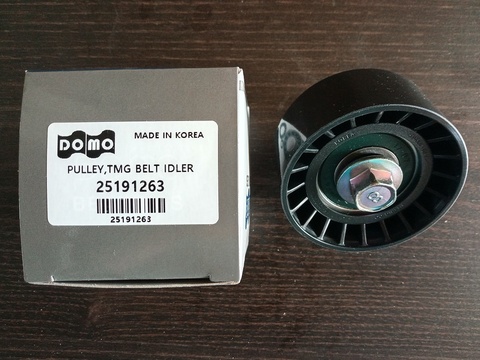 DOMO
MADE IN KOREA
PULLEY,TMG BELT IDLER
25191263
25191263